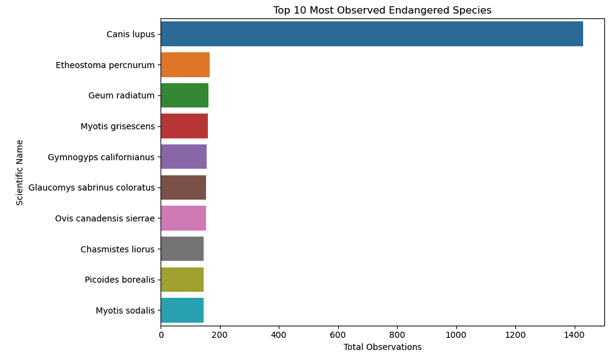 Top 10 Most Observed Endangered Species
Scientific Name
Canis lupus
Etheostoma percnurum
Geum radiatum
Myotis grisescens
Gymnogyps californianus
Glaucomys sabrinus coloratus
Ovis canadensis sierrae
Chasmistes liorus
Picoides borealis
Myotis sodalis
0 200 400 600 800 1000 1200 1400
Total Observations